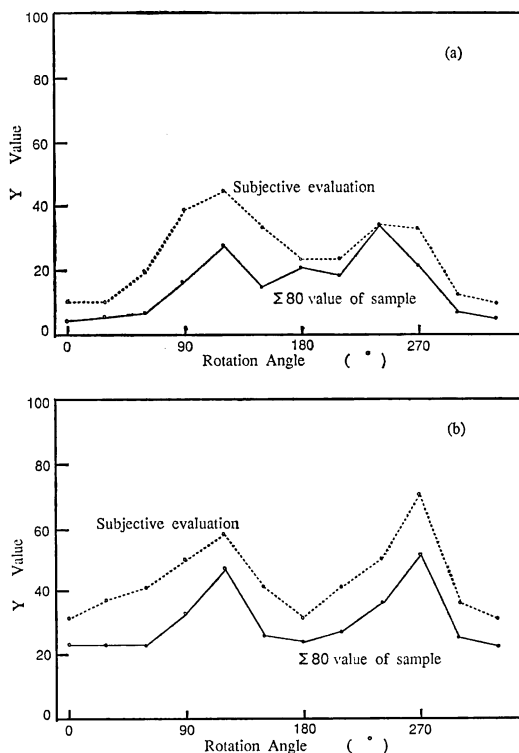 100
(a)
80
Y Value
60
Subjective evaluation
40
20
Σ80 value of sample
0
0 90 180 270
Rotation Angle (°)
100
(b)
80
Subjective evaluation
60
Y Value
40
20
Σ80 value of sample
0
0 90 180 270
Rotation Angle (°)